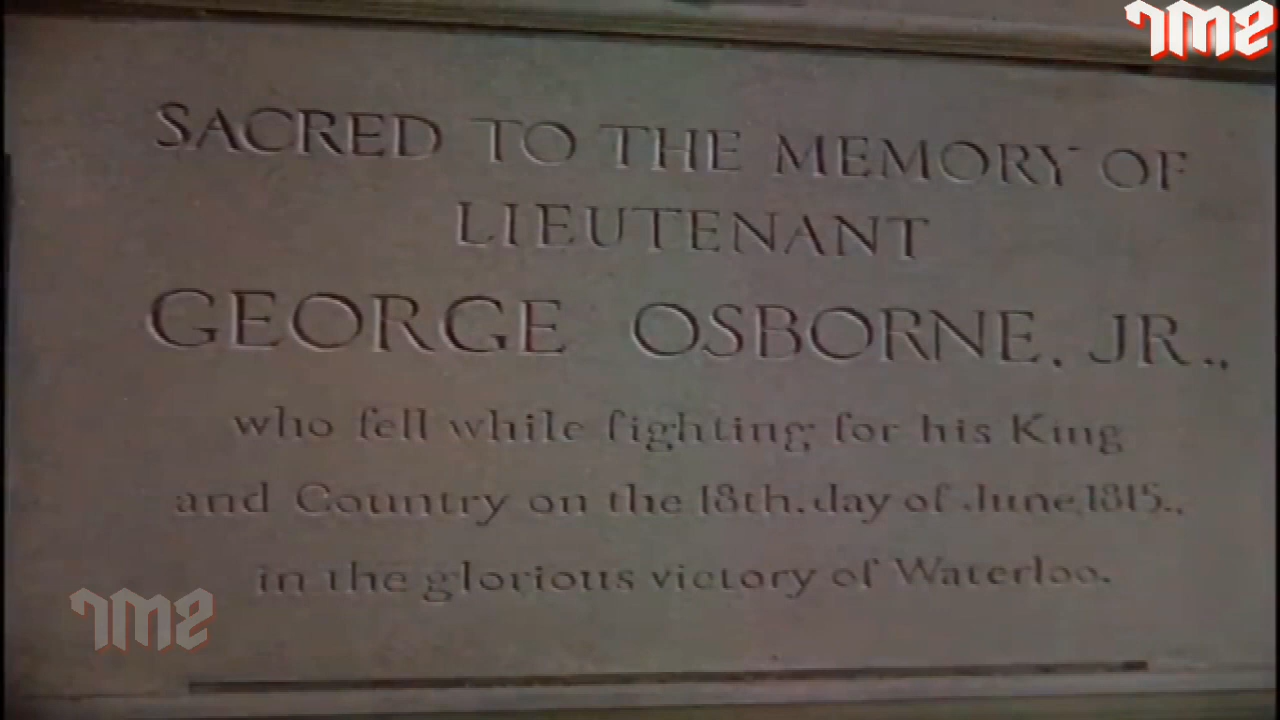 SACRED TO THE MEMORY OF
LIEUTENANT
GEORGE OSBORNE, JR.,
who fell while fighting for his King
and Country on the 18th. day of June, 1815.,
in the glorious victory of Waterloo.